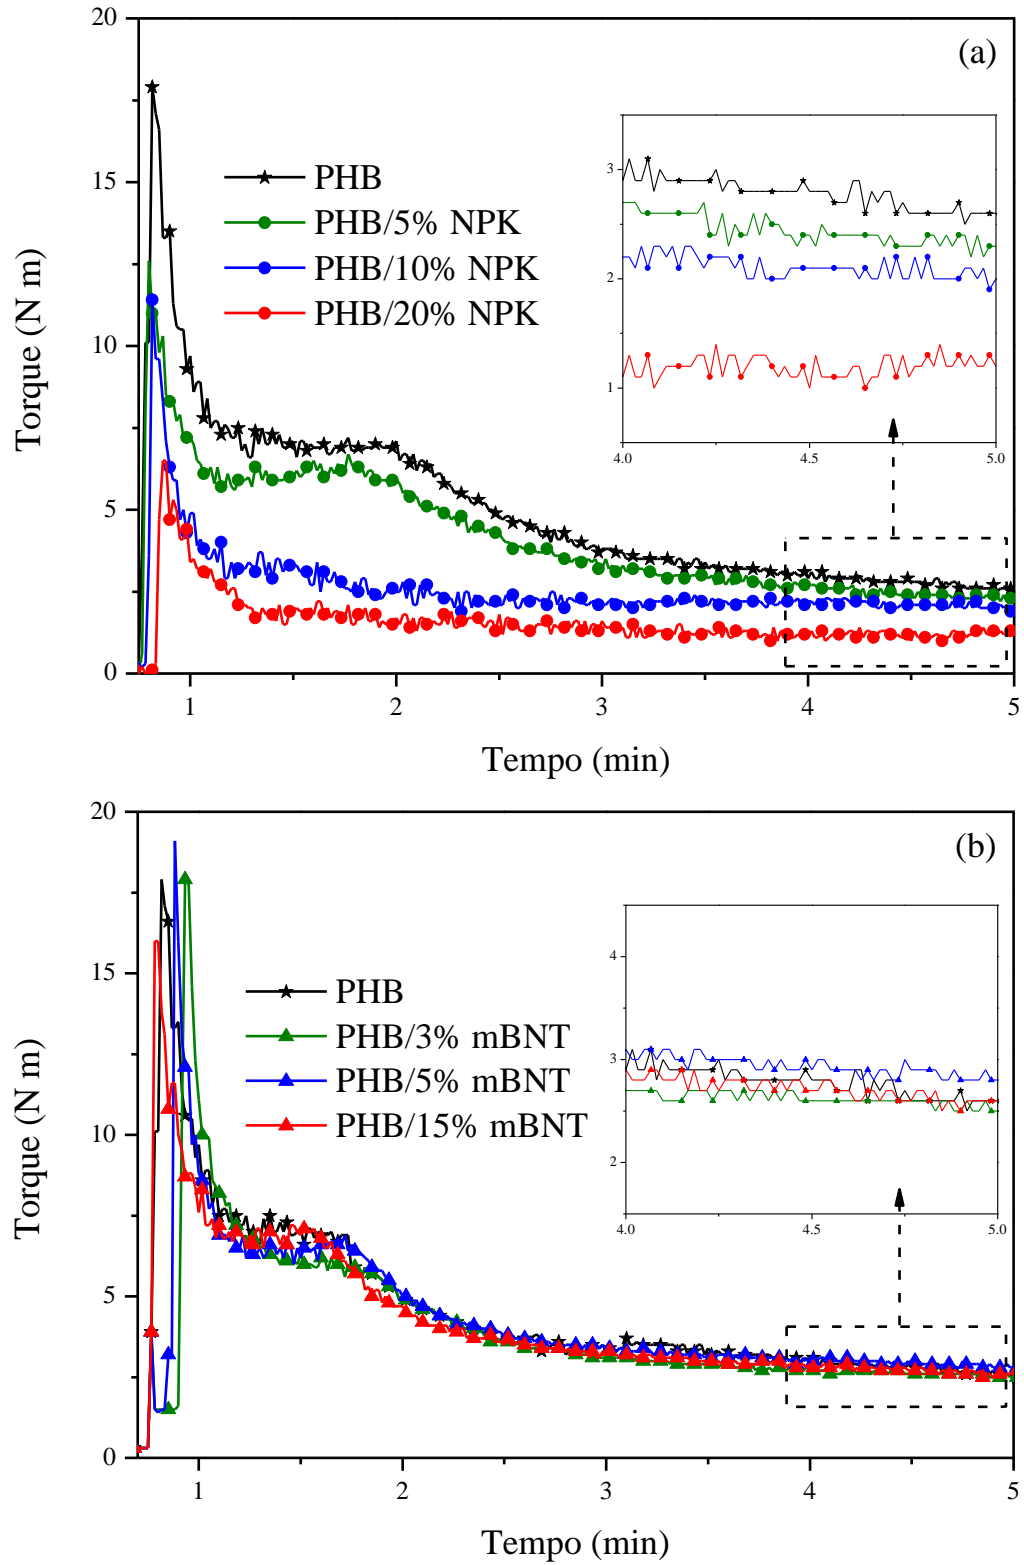 20
(a)
15
10
5
0
Torque (N m)
PHB
PHB/5% NPK
PHB/10% NPK
PHB/20% NPK
3
2
1
4.0 4.5 5.0
1 2 3 4 5
Tempo (min)
20
(b)
15
10
5
0
Torque (N m)
PHB
PHB/3% mBNT
PHB/5% mBNT
PHB/15% mBNT
4
3
2
4.0 4.5 5.0
1 2 3 4 5
Tempo (min)